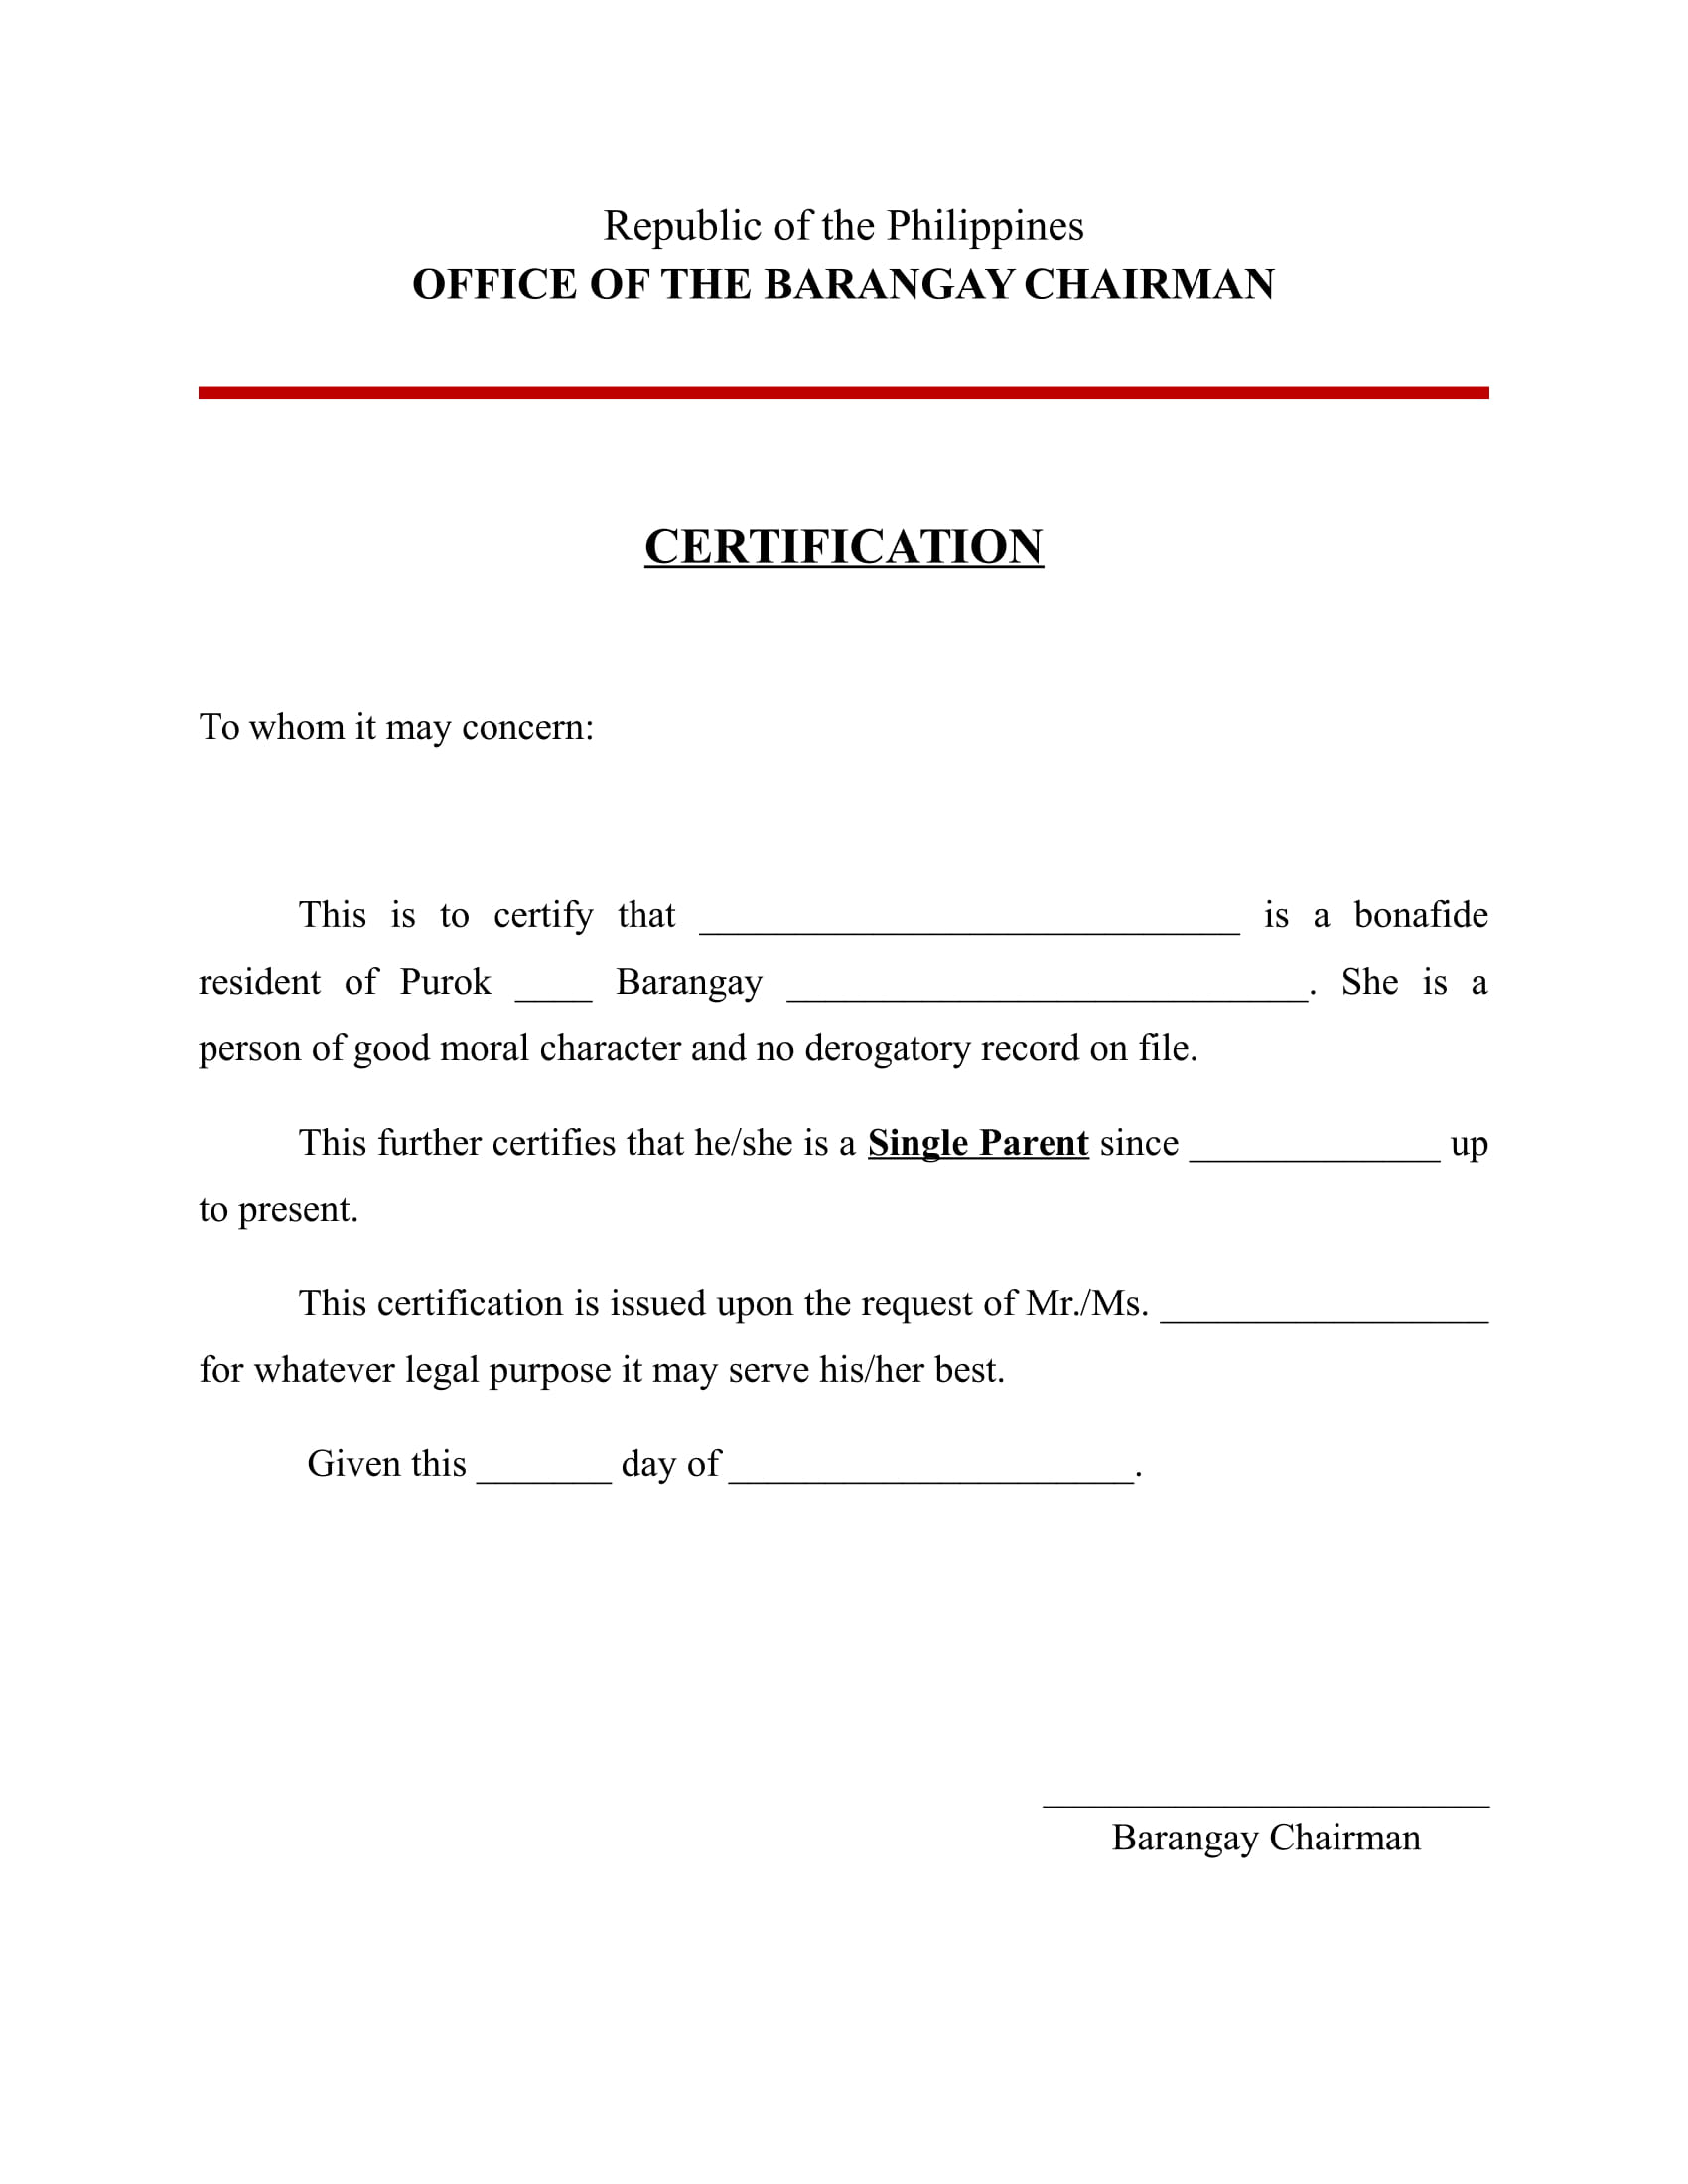 Republic of the Philippines
OFFICE OF THE BARANGAY CHAIRMAN
CERTIFICATION
To whom it may concern:
This is to certify that ____________________________ is a bonafide
resident of Purok ____ Barangay ___________________________. She is a
person of good moral character and no derogatory record on file.
This further certifies that he/she is a Single Parent since _____________ up
to present.
This certification is issued upon the request of Mr./Ms. _________________
for whatever legal purpose it may serve his/her best.
Given this _______ day of _____________________.
_______________________
Barangay Chairman